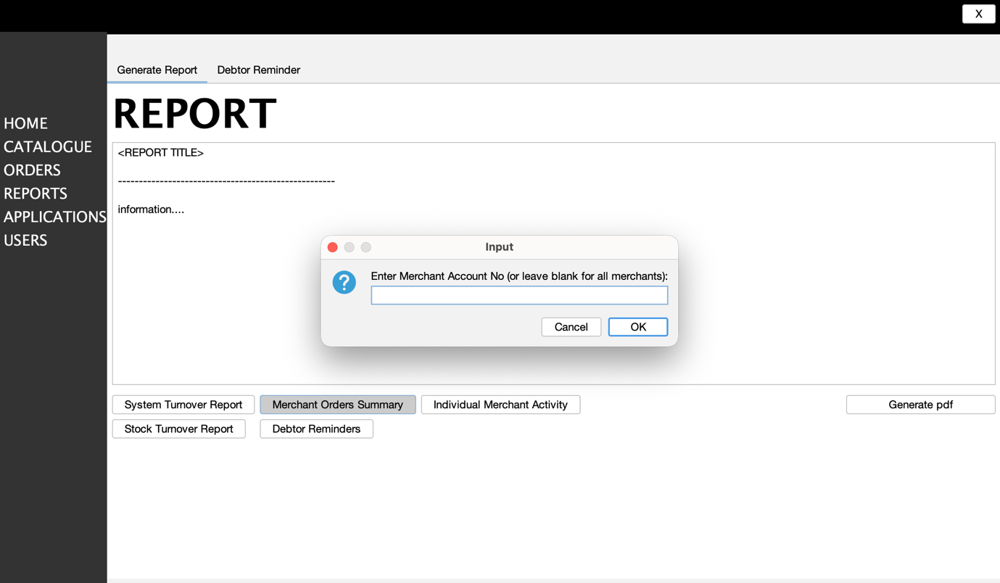 X
Generate Report
Debtor Reminder
HOME
CATALOGUE
ORDERS
REPORTS
APPLICATIONS
USERS
REPORT
<REPORT TITLE>
----------------------------------------------------
information....
Input
?
Enter Merchant Account No (or leave blank for all merchants):
Cancel
OK
System Turnover Report
Merchant Orders Summary
Individual Merchant Activity
Generate pdf
Stock Turnover Report
Debtor Reminders